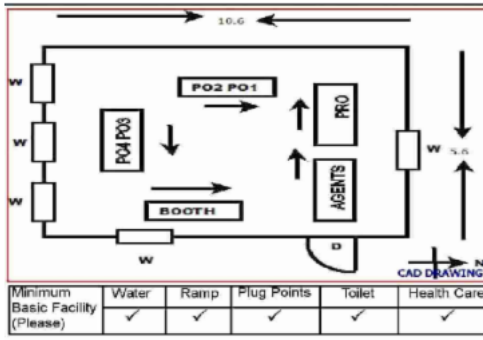 10.6
W
PO2 PO1
PRO
PO4 PO3
W
W
5.6
W
AGENTS
BOOTH
W
D
N
CAD DRAWING
Minimum Basic Facility (Please) Water Ramp Plug Points Toilet Health Care
✓ ✓ ✓ ✓ ✓